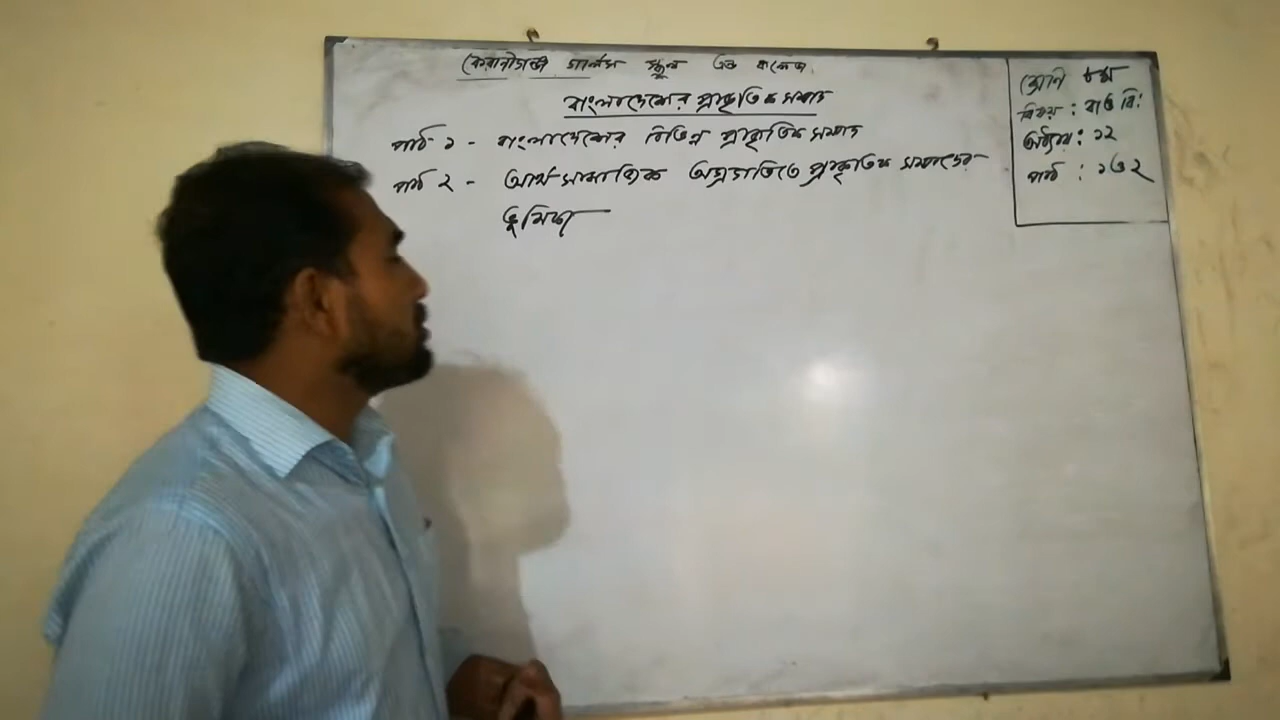 কেরানীগঞ্জ গার্লস স্কুল এন্ড কলেজ
বাংলাদেশের প্রাকৃতিক সম্পদ
পাঠ ১ - বাংলাদেশের বিভিন্ন প্রাকৃতিক সম্পদ
পাঠ ২ - আর্থ-সামাজিক অগ্রগতিতে প্রাকৃতিক সম্পদের
ভূমিকা
শ্রেণি ৮ম
বিষয় : বাও বি:
অধ্যায় : ১২
পাঠ : ১ও২